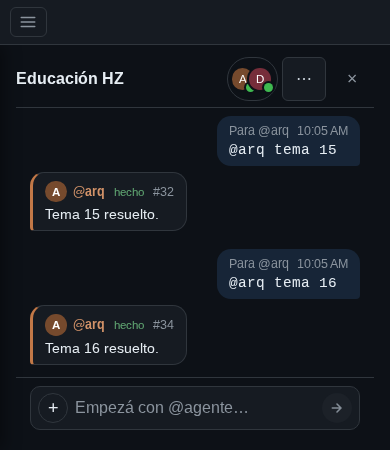 Educación HZ
A D ... ×
Para @arq 10:05 AM
@arq tema 15
A @arq hecho #32
Tema 15 resuelto.
Para @arq 10:05 AM
@arq tema 16
A @arq hecho #34
Tema 16 resuelto.
+ Empezá con @agente…